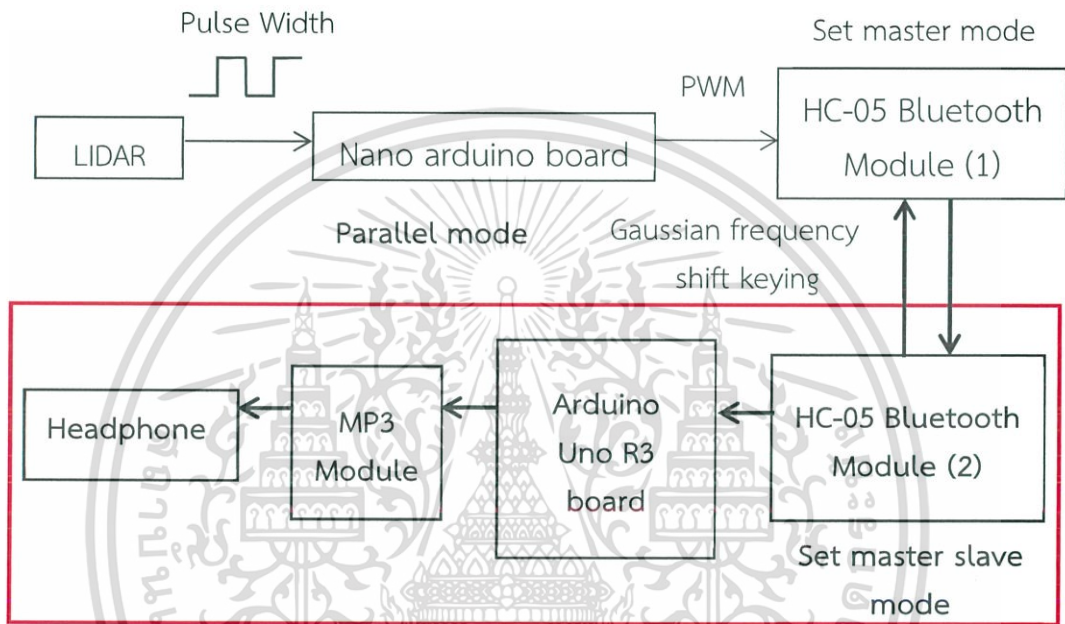 Pulse Width
Set master mode
PWM
HC-05 Bluetooth
Module (1)
LIDAR
Nano arduino board
Parallel mode
Gaussian frequency
shift keying
Headphone
MP3
Module
Arduino
Uno R3
board
HC-05 Bluetooth
Module (2)
Set master slave
mode